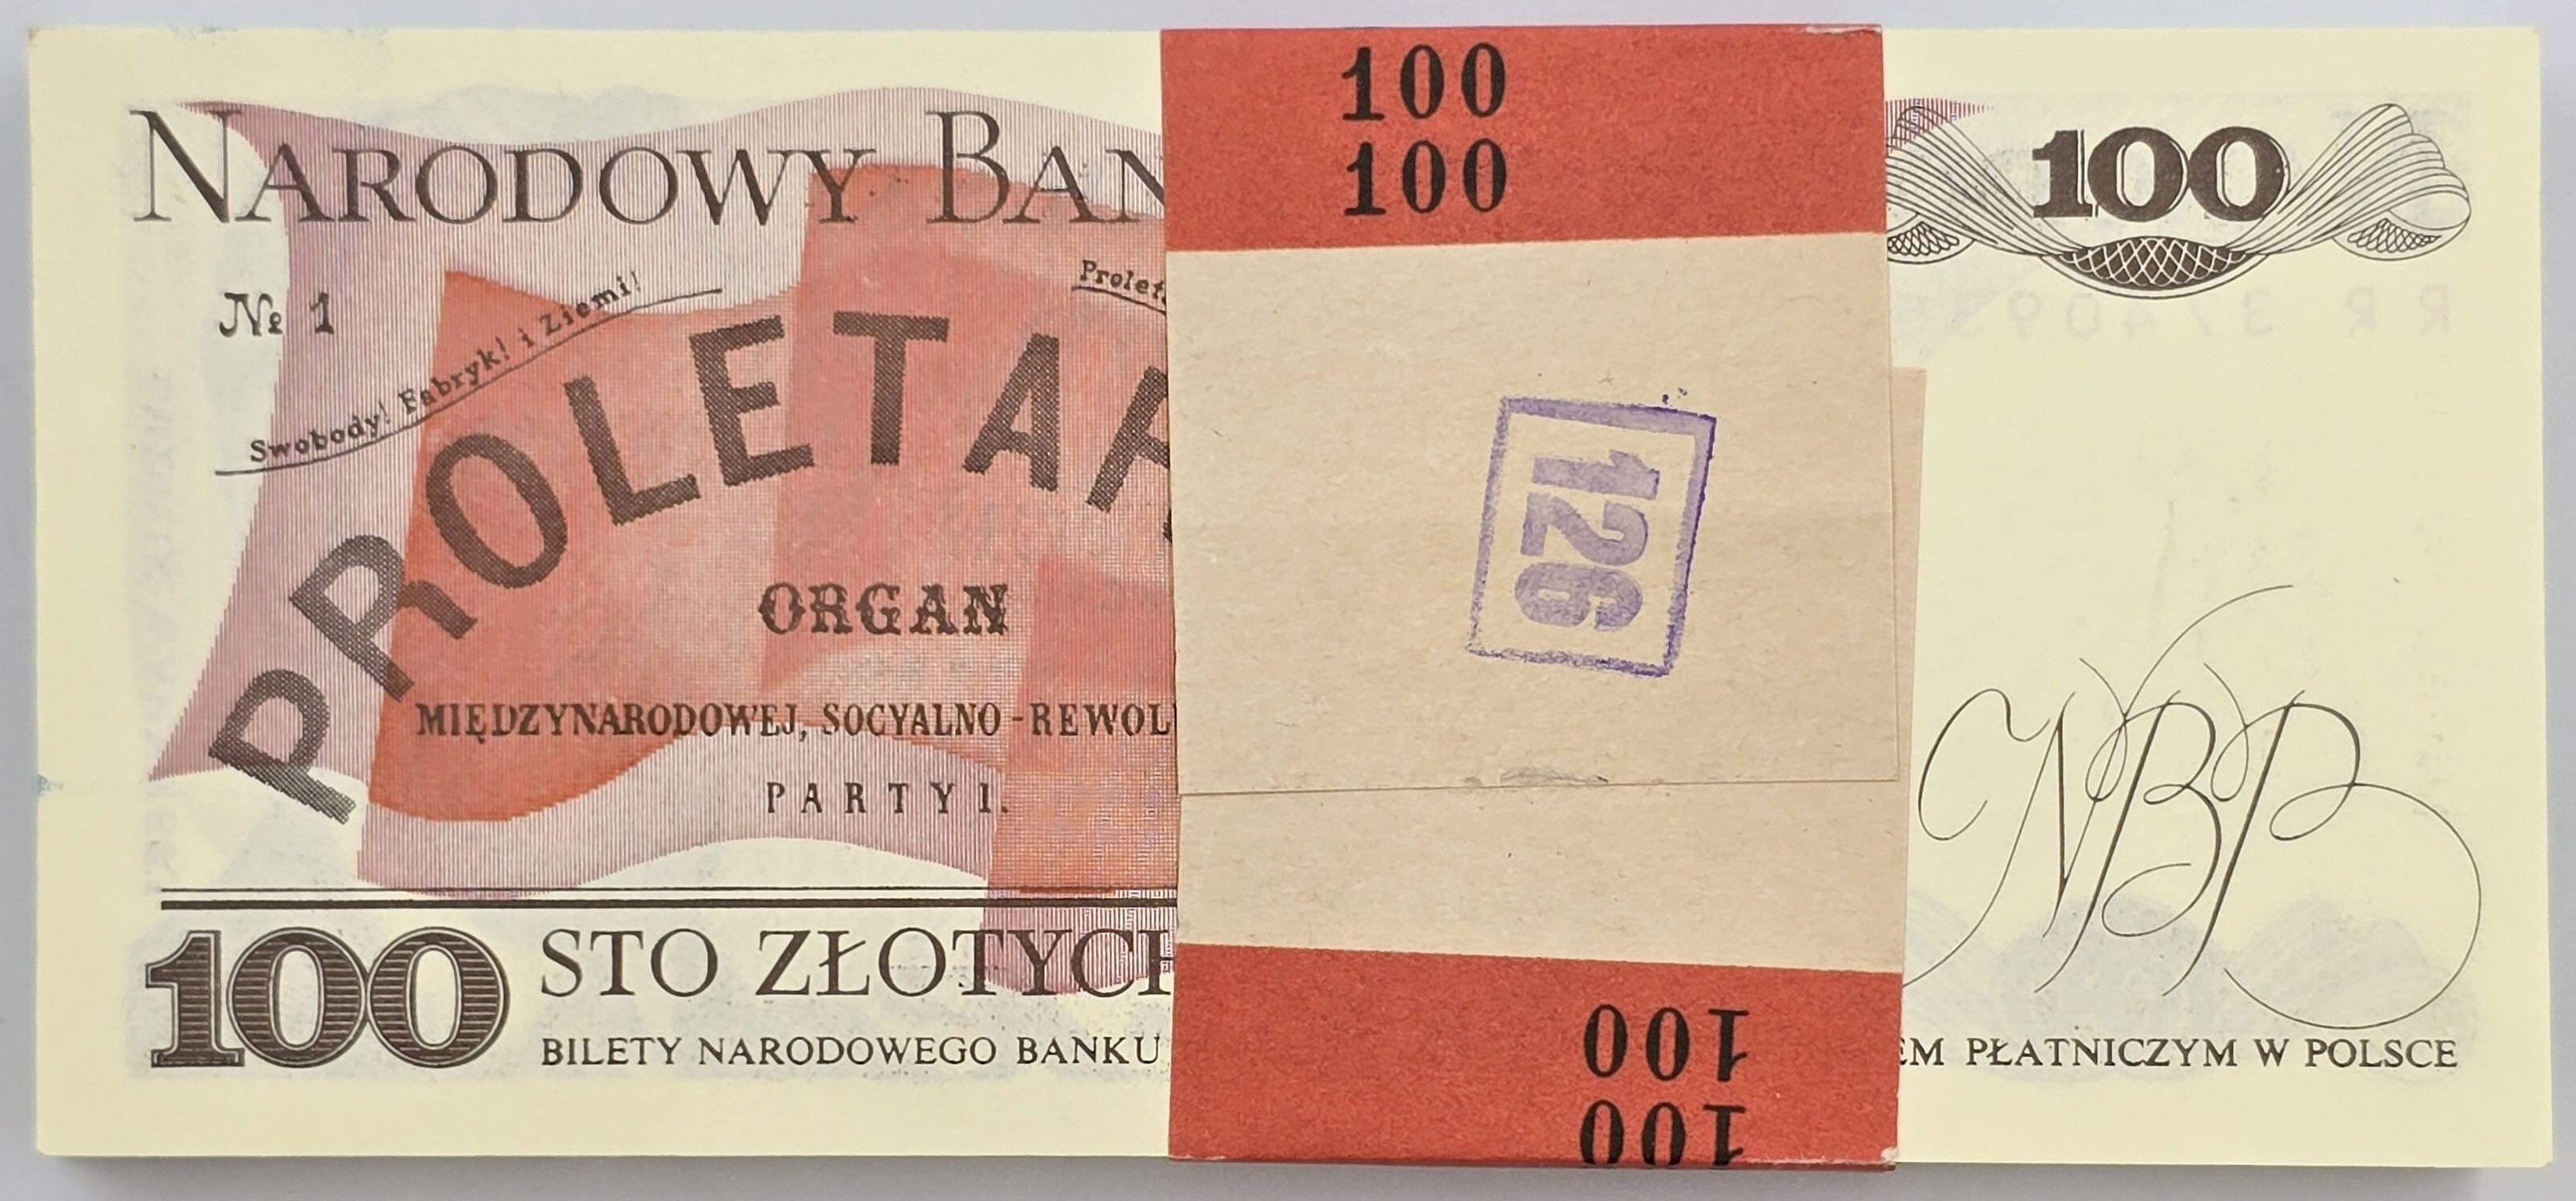 NARODOWY BAN
100
100
100
№ 1
Swobody! Fabryk! i Ziemi!
Prolet
PROLETAR
ORGAN
MIĘDZYNARODOWEJ, SOCYALNO-REWOL
PARTYI.
126
NBP
100
STO ZŁOTYCH
BILETY NARODOWEGO BANKU
EM PŁATNICZYM W POLSCE
100
100